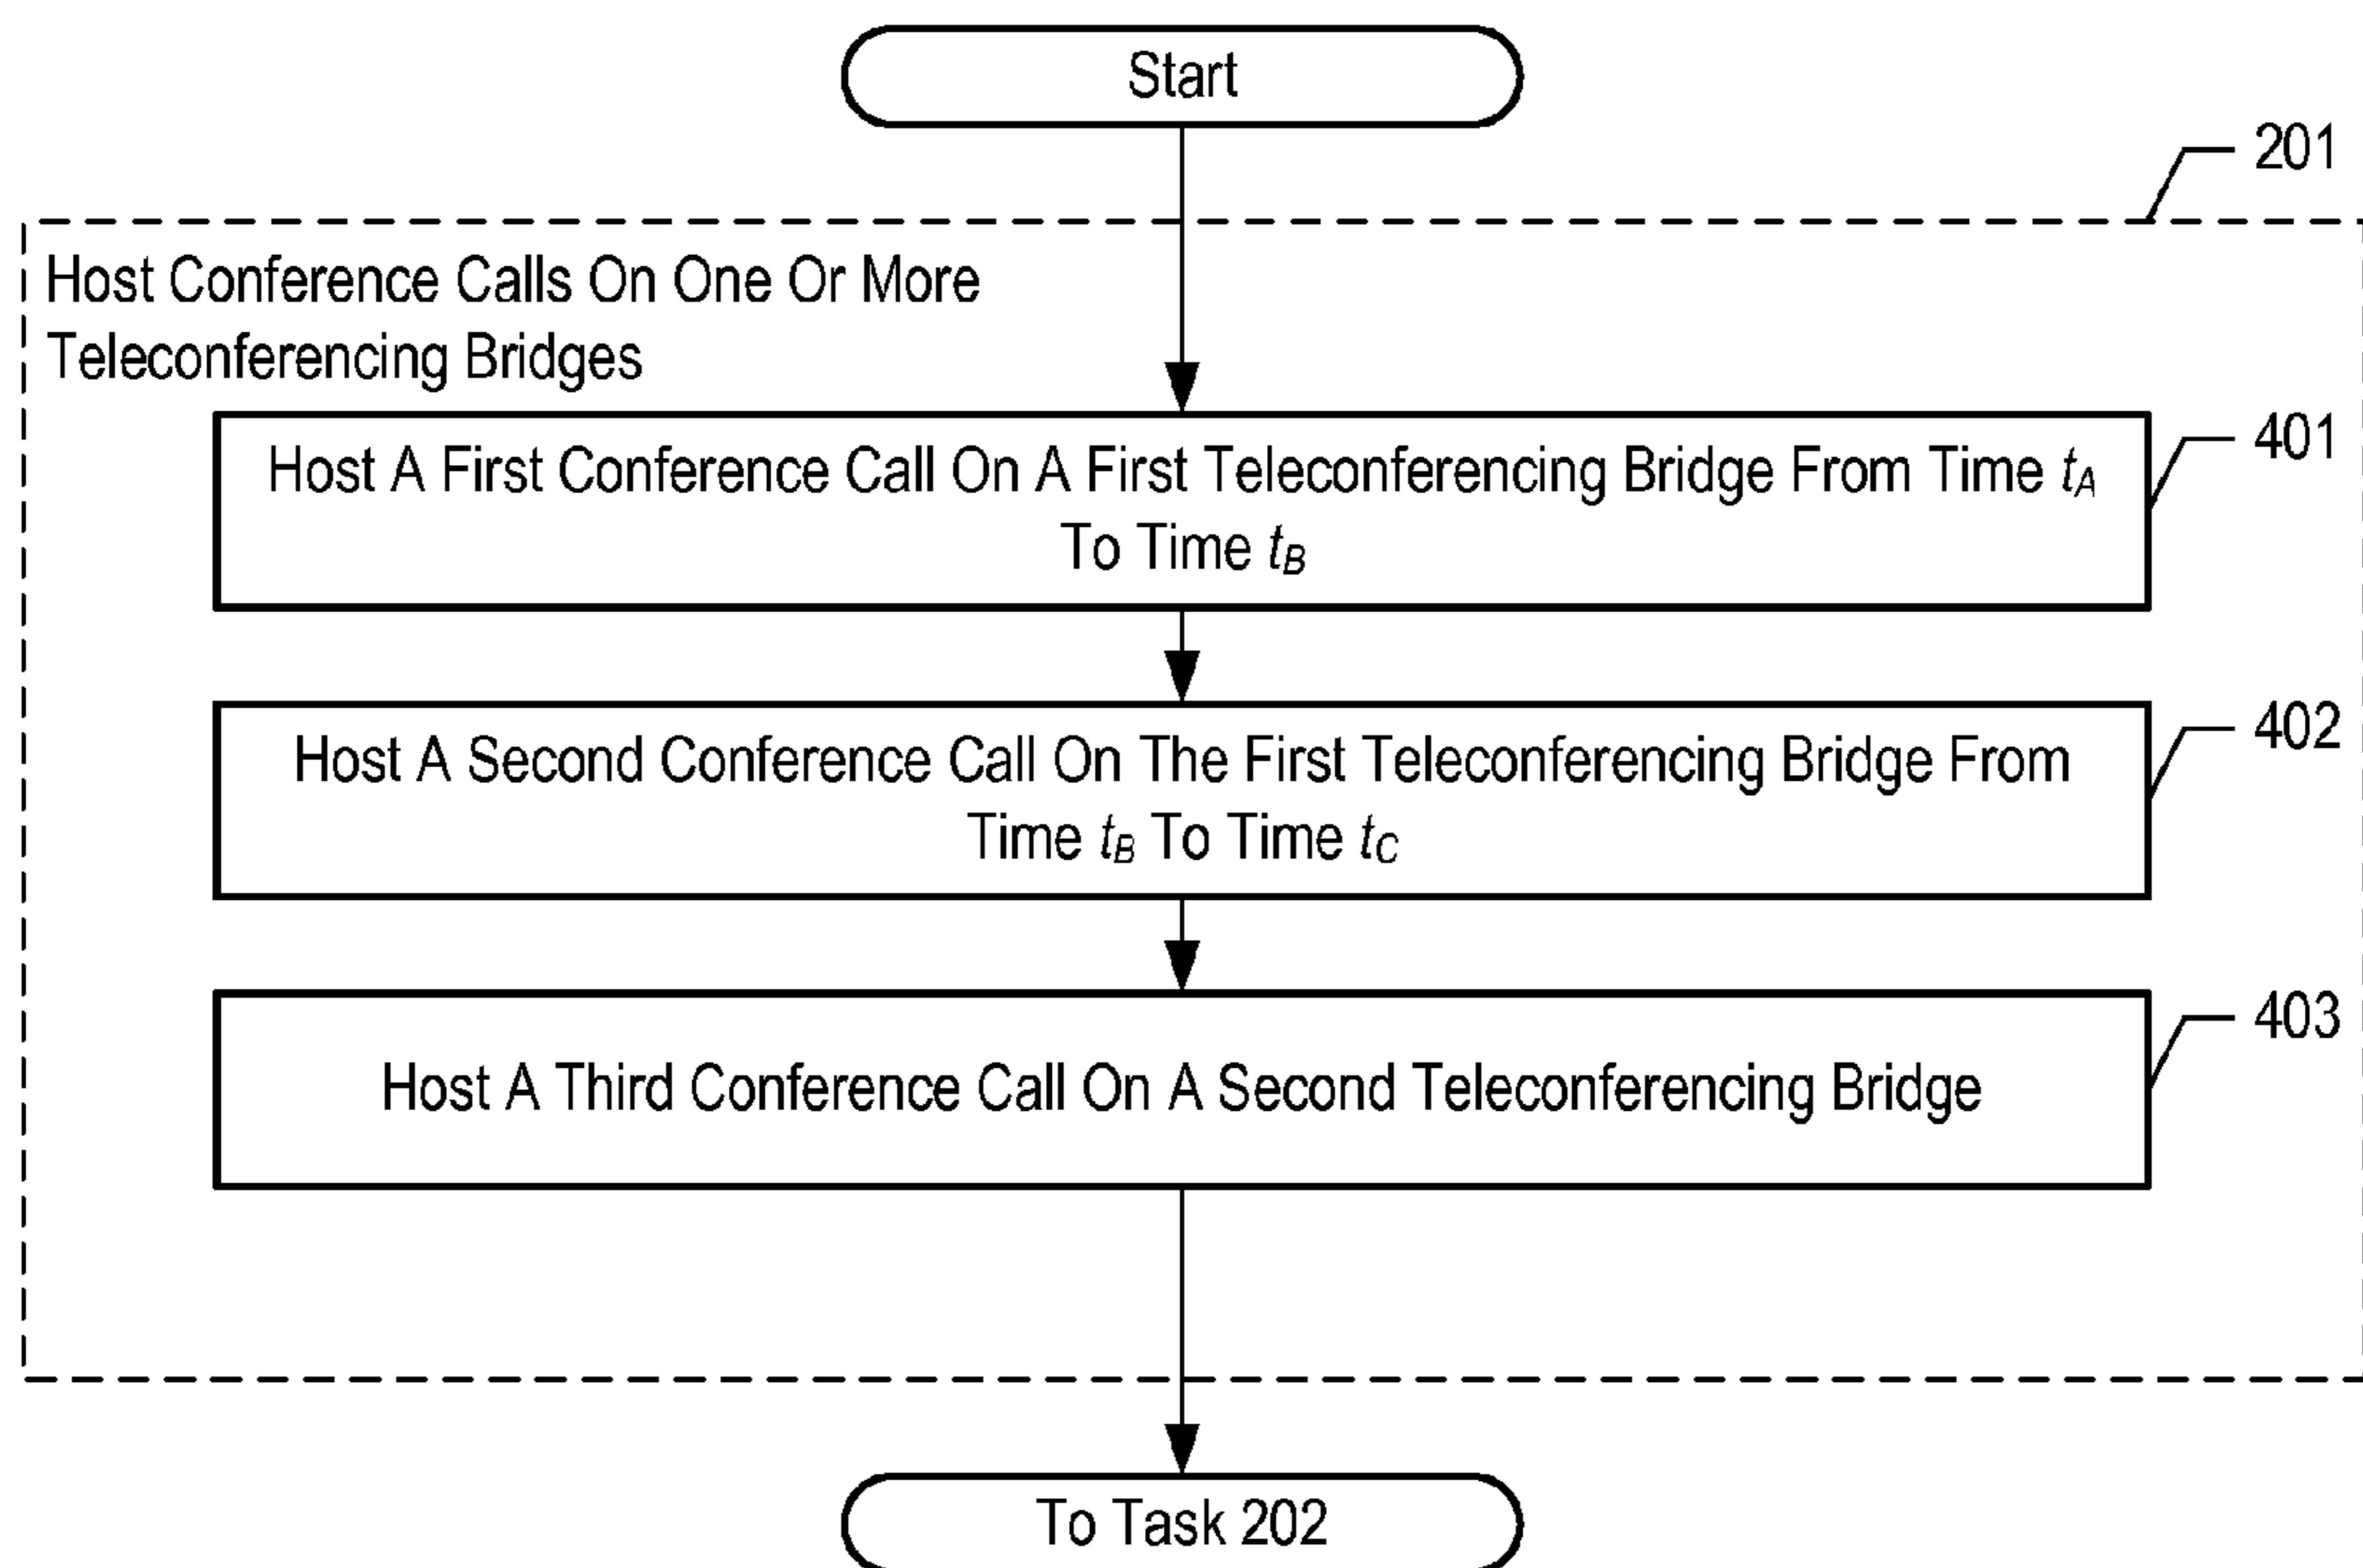 Start
201
Host Conference Calls On One Or More
Teleconferencing Bridges
Host A First Conference Call On A First Teleconferencing Bridge From Time tA
To Time tB
401
Host A Second Conference Call On The First Teleconferencing Bridge From
Time tB To Time tC
402
Host A Third Conference Call On A Second Teleconferencing Bridge
403
To Task 202